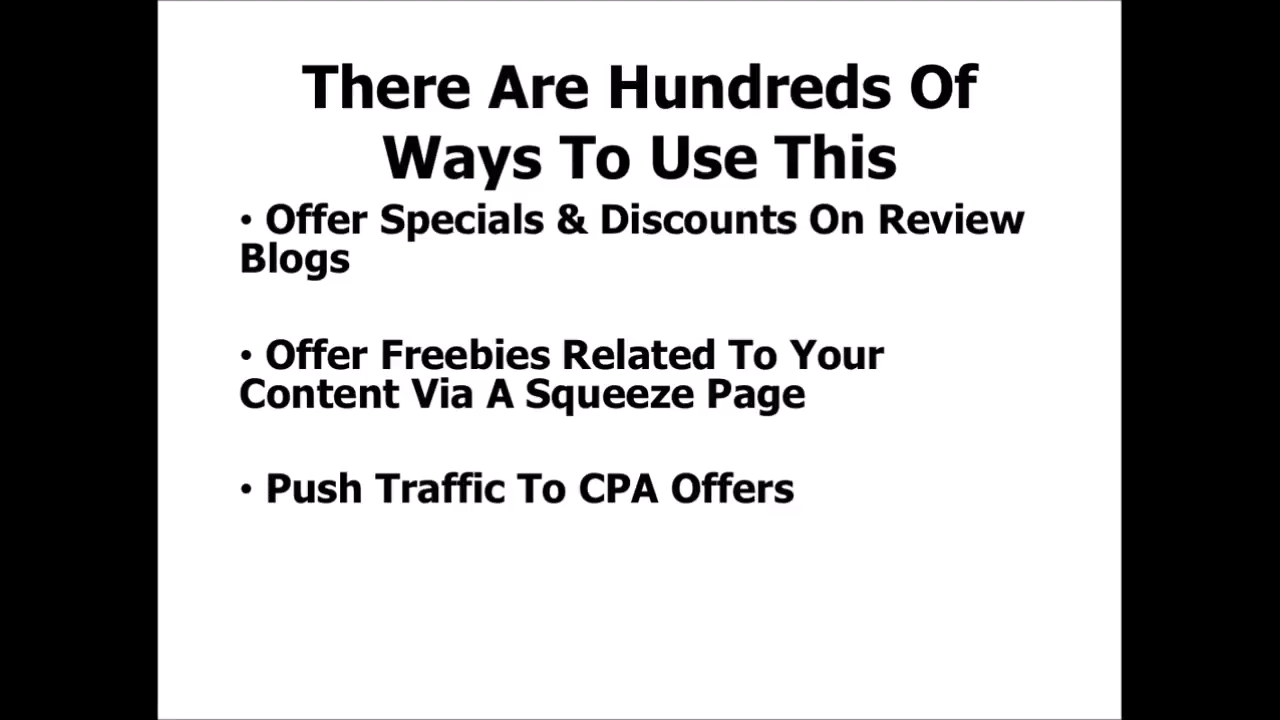 There Are Hundreds Of
Ways To Use This
• Offer Specials & Discounts On Review
Blogs
• Offer Freebies Related To Your
Content Via A Squeeze Page
• Push Traffic To CPA Offers